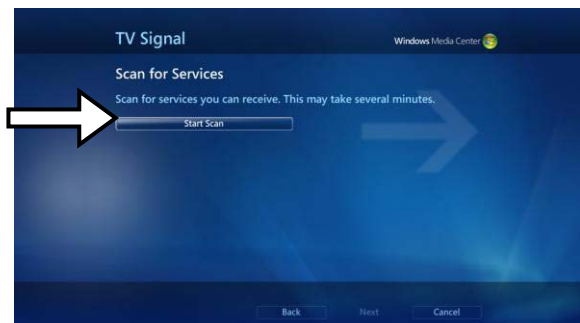 TV Signal
Windows Media Center
Scan for Services
Scan for services you can receive. This may take several minutes.
Start Scan
Back Next Cancel